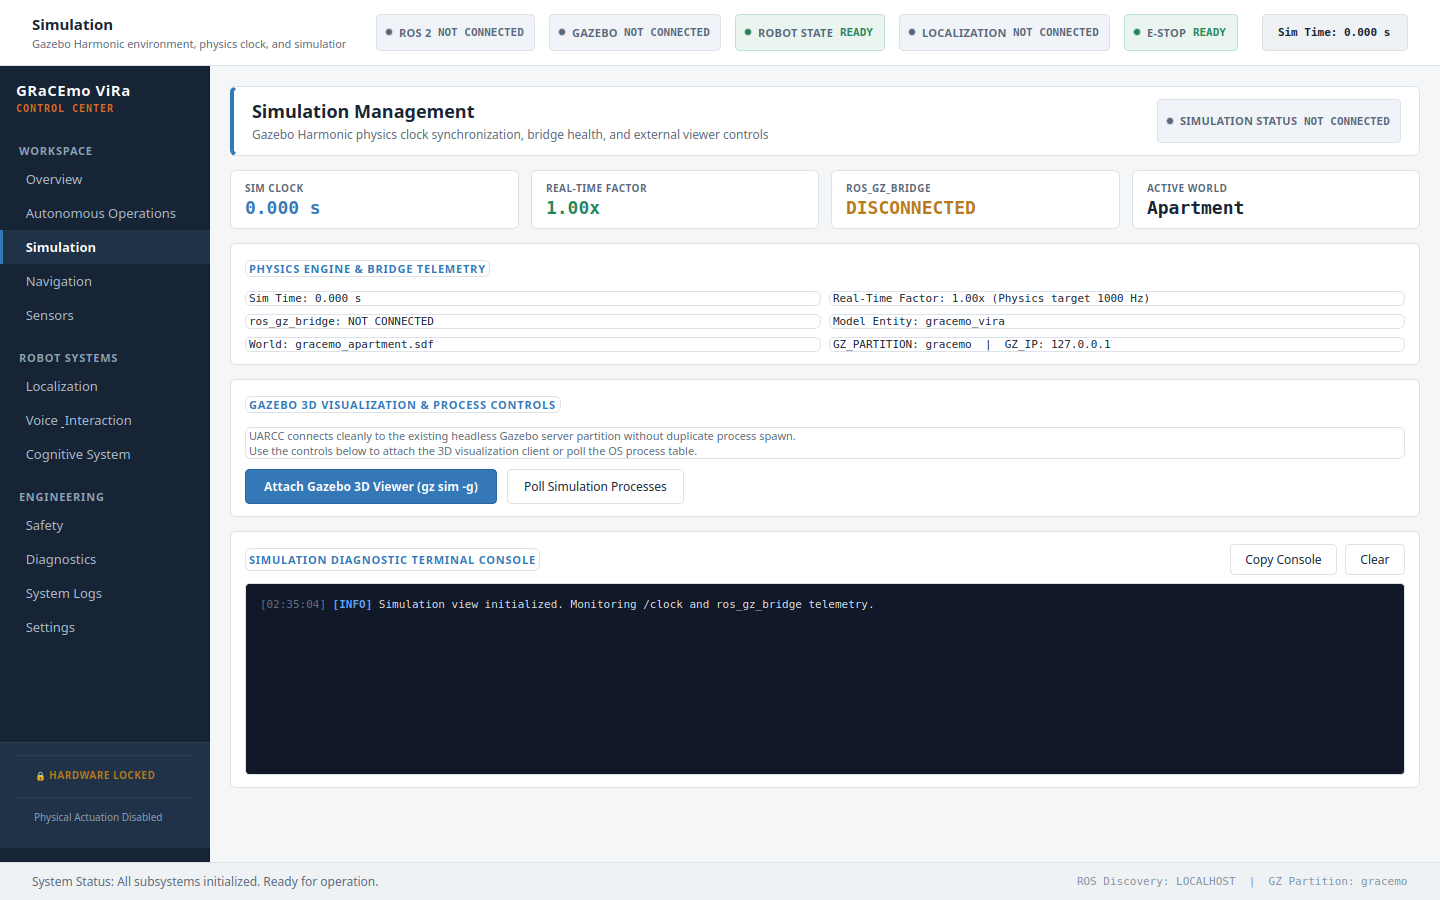 Simulation
Gazebo Harmonic environment, physics clock, and simulation
ROS 2 NOT CONNECTED
GAZEBO NOT CONNECTED
ROBOT STATE READY
LOCALIZATION NOT CONNECTED
E-STOP READY
Sim Time: 0.000 s
GRaCEmo ViRa
CONTROL CENTER
WORKSPACE
Overview
Autonomous Operations
Simulation
Navigation
Sensors
ROBOT SYSTEMS
Localization
Voice _Interaction
Cognitive System
ENGINEERING
Safety
Diagnostics
System Logs
Settings
🔒 HARDWARE LOCKED
Physical Actuation Disabled
Simulation Management
Gazebo Harmonic physics clock synchronization, bridge health, and external viewer controls
SIMULATION STATUS NOT CONNECTED
SIM CLOCK
0.000 s
REAL-TIME FACTOR
1.00x
ROS_GZ_BRIDGE
DISCONNECTED
ACTIVE WORLD
Apartment
PHYSICS ENGINE & BRIDGE TELEMETRY
Sim Time: 0.000 s
Real-Time Factor: 1.00x (Physics target 1000 Hz)
ros_gz_bridge: NOT CONNECTED
Model Entity: gracemo_vira
World: gracemo_apartment.sdf
GZ_PARTITION: gracemo | GZ_IP: 127.0.0.1
GAZEBO 3D VISUALIZATION & PROCESS CONTROLS
UARCC connects cleanly to the existing headless Gazebo server partition without duplicate process spawn.
Use the controls below to attach the 3D visualization client or poll the OS process table.
Attach Gazebo 3D Viewer (gz sim -g)
Poll Simulation Processes
SIMULATION DIAGNOSTIC TERMINAL CONSOLE
Copy Console
Clear
[02:35:04] [INFO] Simulation view initialized. Monitoring /clock and ros_gz_bridge telemetry.
System Status: All subsystems initialized. Ready for operation.
ROS Discovery: LOCALHOST | GZ Partition: gracemo